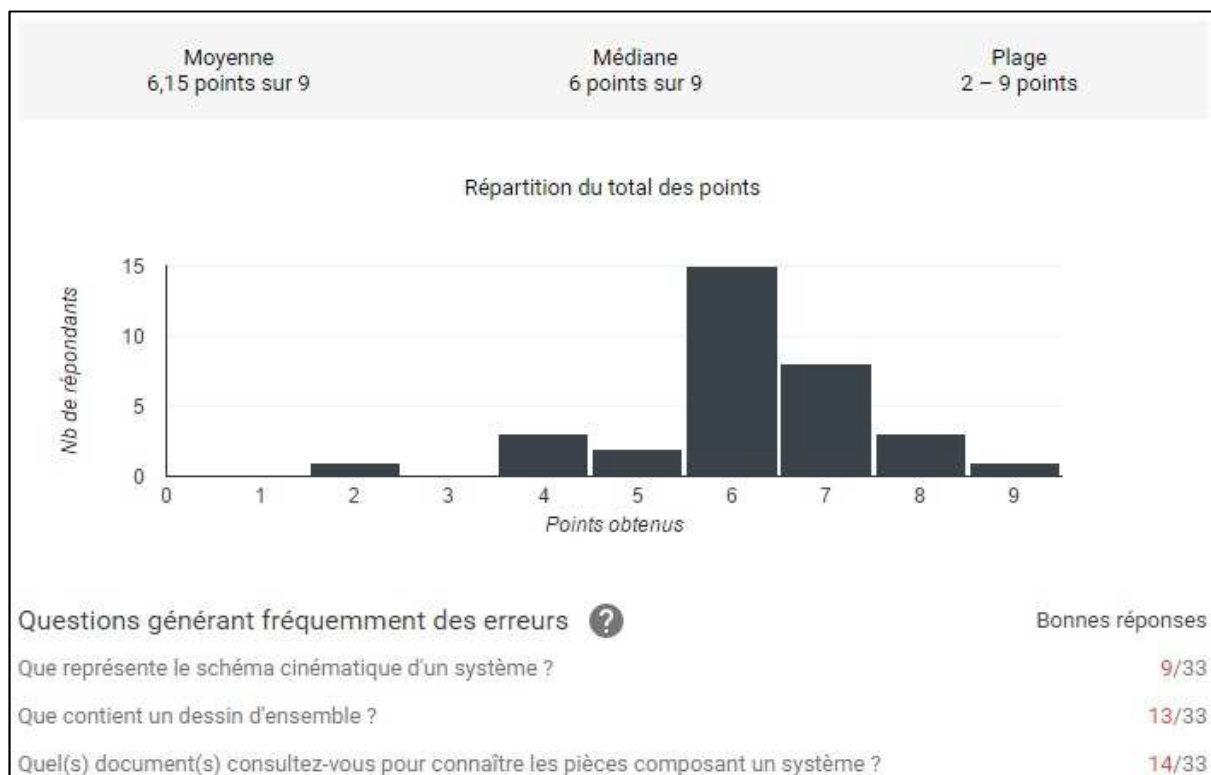 Moyenne
6,15 points sur 9
Médiane
6 points sur 9
Plage
2 – 9 points
Répartition du total des points
Nb de répondants
15
10
5
0
0 1 2 3 4 5 6 7 8 9
Points obtenus
Questions générant fréquemment des erreurs ?
Bonnes réponses
Que représente le schéma cinématique d'un système ?
9/33
Que contient un dessin d'ensemble ?
13/33
Quel(s) document(s) consultez-vous pour connaître les pièces composant un système ?
14/33